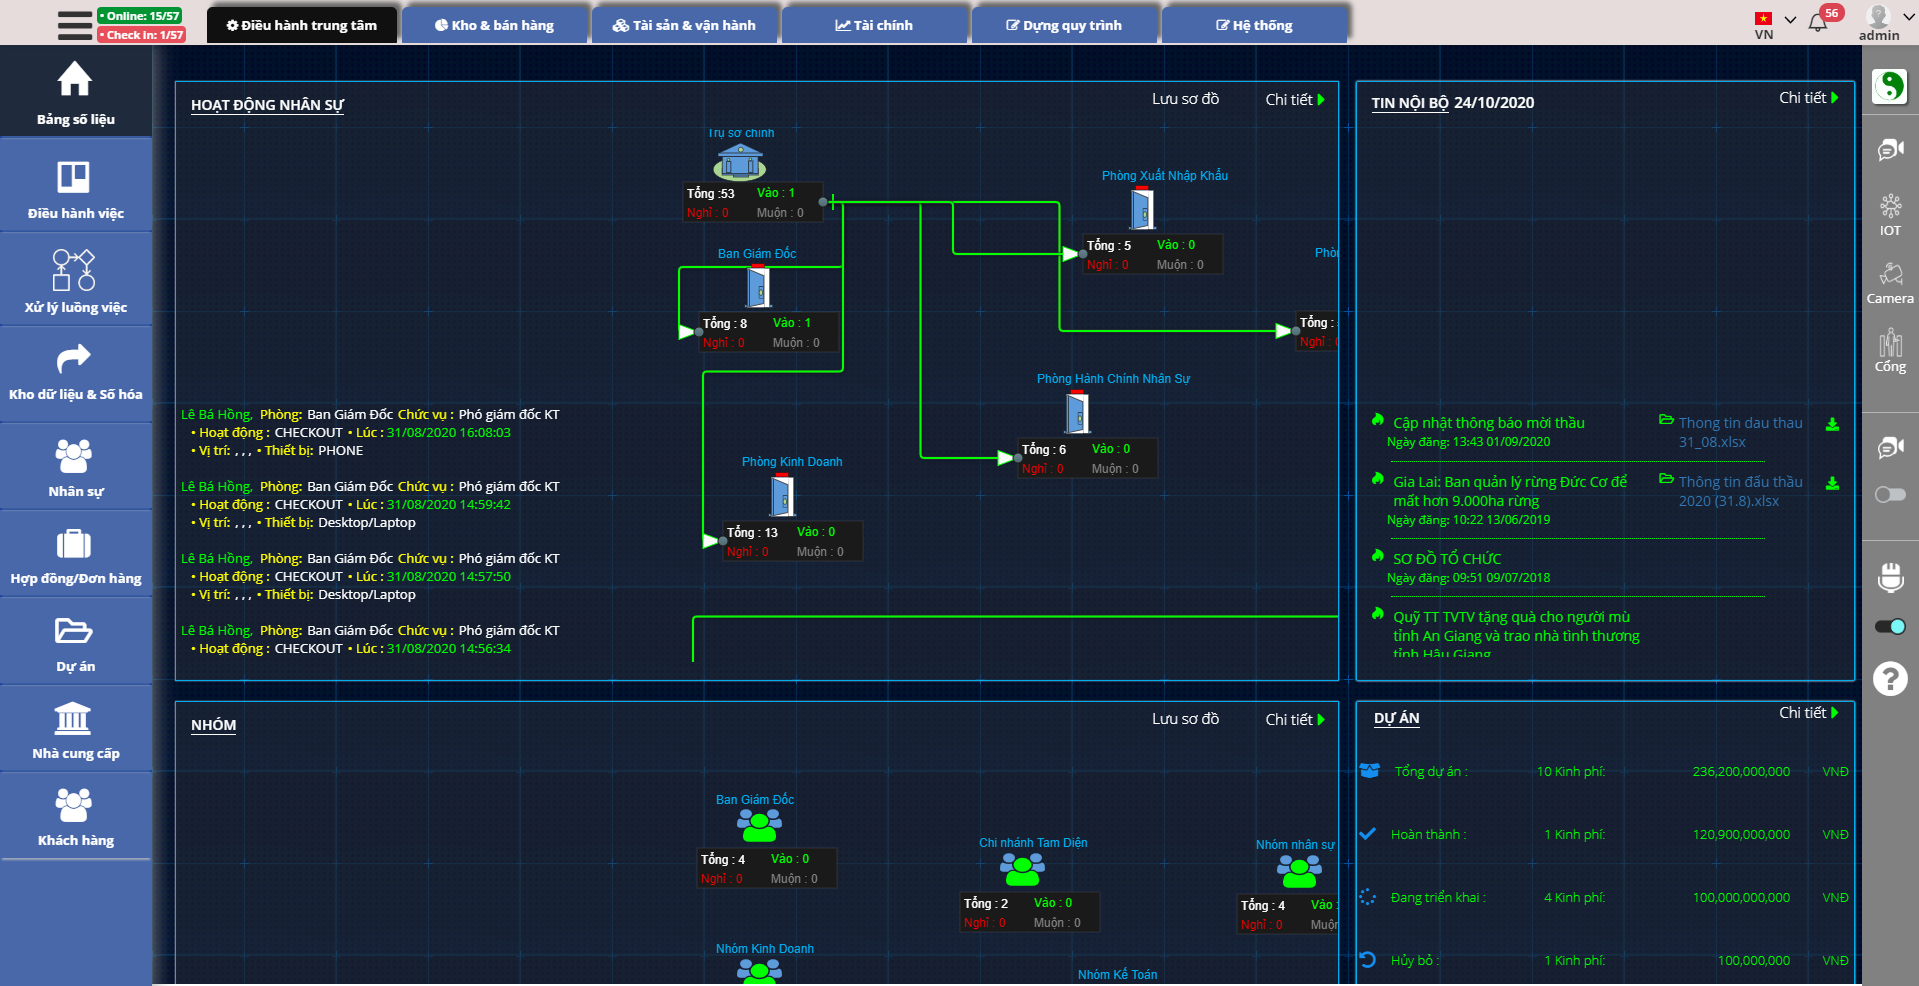 • Online: 15/57
• Check In: 1/57
Điều hành trung tâm
Kho & bán hàng
Tài sản & vận hành
Tài chính
Dựng quy trình
Hệ thống
VN
56
admin
Bảng số liệu
Điều hành việc
Xử lý luồng việc
Kho dữ liệu & Số hóa
Nhân sự
Hợp đồng/Đơn hàng
Dự án
Nhà cung cấp
Khách hàng
HOẠT ĐỘNG NHÂN SỰ
Lưu sơ đồ
Chi tiết
Trụ sở chính
Tổng :53 Vào : 1
Nghỉ : 0 Muộn : 0
Phòng Xuất Nhập Khẩu
Tổng : 5 Vào : 0
Nghỉ : 0 Muộn : 0
Ban Giám Đốc
Tổng : 8 Vào : 1
Nghỉ : 0 Muộn : 0
Tổng :
Nghỉ :
Phòng Hành Chính Nhân Sự
Tổng : 6 Vào : 0
Nghỉ : 0 Muộn : 0
Phòng Kinh Doanh
Tổng : 13 Vào : 0
Nghỉ : 0 Muộn : 0
Lê Bá Hồng, Phòng: Ban Giám Đốc Chức vụ : Phó giám đốc KT
• Hoạt động : CHECKOUT • Lúc : 31/08/2020 16:08:03
• Vị trí: , , , • Thiết bị: PHONE
Lê Bá Hồng, Phòng: Ban Giám Đốc Chức vụ : Phó giám đốc KT
• Hoạt động : CHECKOUT • Lúc : 31/08/2020 14:59:42
• Vị trí: , , , • Thiết bị: Desktop/Laptop
Lê Bá Hồng, Phòng: Ban Giám Đốc Chức vụ : Phó giám đốc KT
• Hoạt động : CHECKOUT • Lúc : 31/08/2020 14:57:50
• Vị trí: , , , • Thiết bị: Desktop/Laptop
Lê Bá Hồng, Phòng: Ban Giám Đốc Chức vụ : Phó giám đốc KT
• Hoạt động : CHECKOUT • Lúc : 31/08/2020 14:56:34
TIN NỘI BỘ 24/10/2020
Chi tiết
Cập nhật thông báo mời thầu
Ngày đăng: 13:43 01/09/2020
Thong tin dau thau
31_08.xlsx
Gia Lai: Ban quản lý rừng Đức Cơ để
mất hơn 9.000ha rừng
Ngày đăng: 10:22 13/06/2019
Thông tin đấu thầu
2020 (31.8).xlsx
SƠ ĐỒ TỔ CHỨC
Ngày đăng: 09:51 09/07/2018
Quỹ TT TVTV tặng quà cho người mù
tỉnh An Giang và trao nhà tình thương
tỉnh Hậu Giang
IOT
Camera
Cổng
NHÓM
Lưu sơ đồ
Chi tiết
Ban Giám Đốc
Tổng : 4 Vào : 0
Nghỉ : 0 Muộn : 0
Chi nhánh Tam Diện
Tổng : 2 Vào : 0
Nghỉ : 0 Muộn : 0
Nhóm nhân sự
Tổng : 4 Vào :
Nghỉ : 0
Nhóm Kinh Doanh
Nhóm Kế Toán
DỰ ÁN
Chi tiết
Tổng dự án : 10 Kinh phí: 236,200,000,000 VNĐ
Hoàn thành : 1 Kinh phí: 120,900,000,000 VNĐ
Đang triển khai : 4 Kinh phí: 100,000,000,000 VNĐ
Hủy bỏ : 1 Kinh phí: 100,000,000 VNĐ